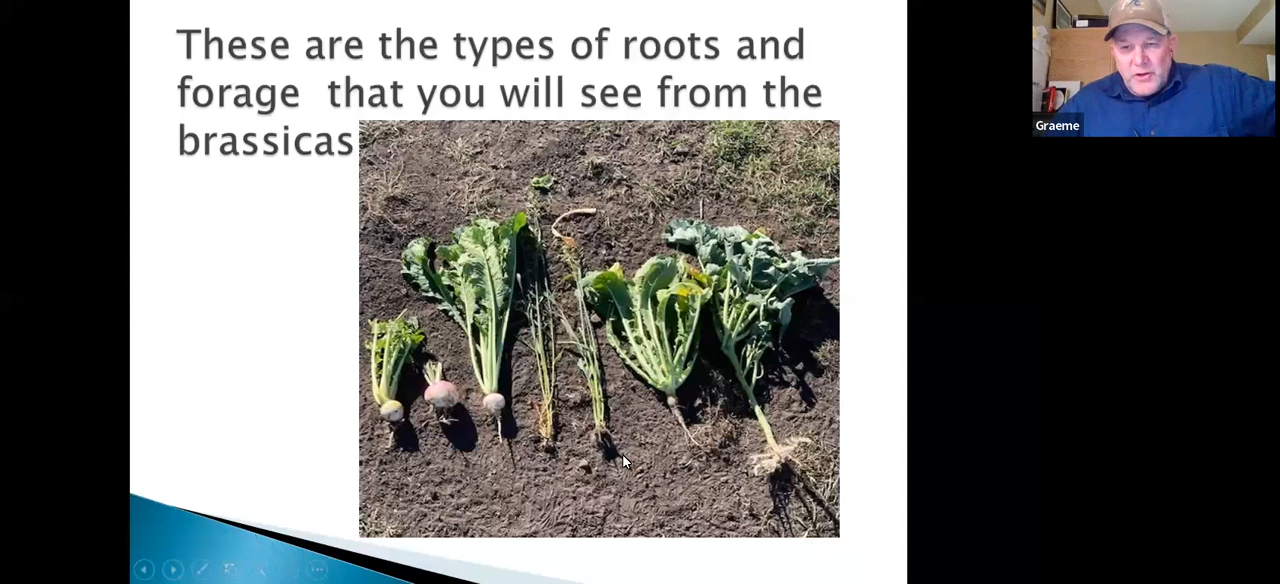 These are the types of roots and
forage that you will see from the
brassicas
Graeme